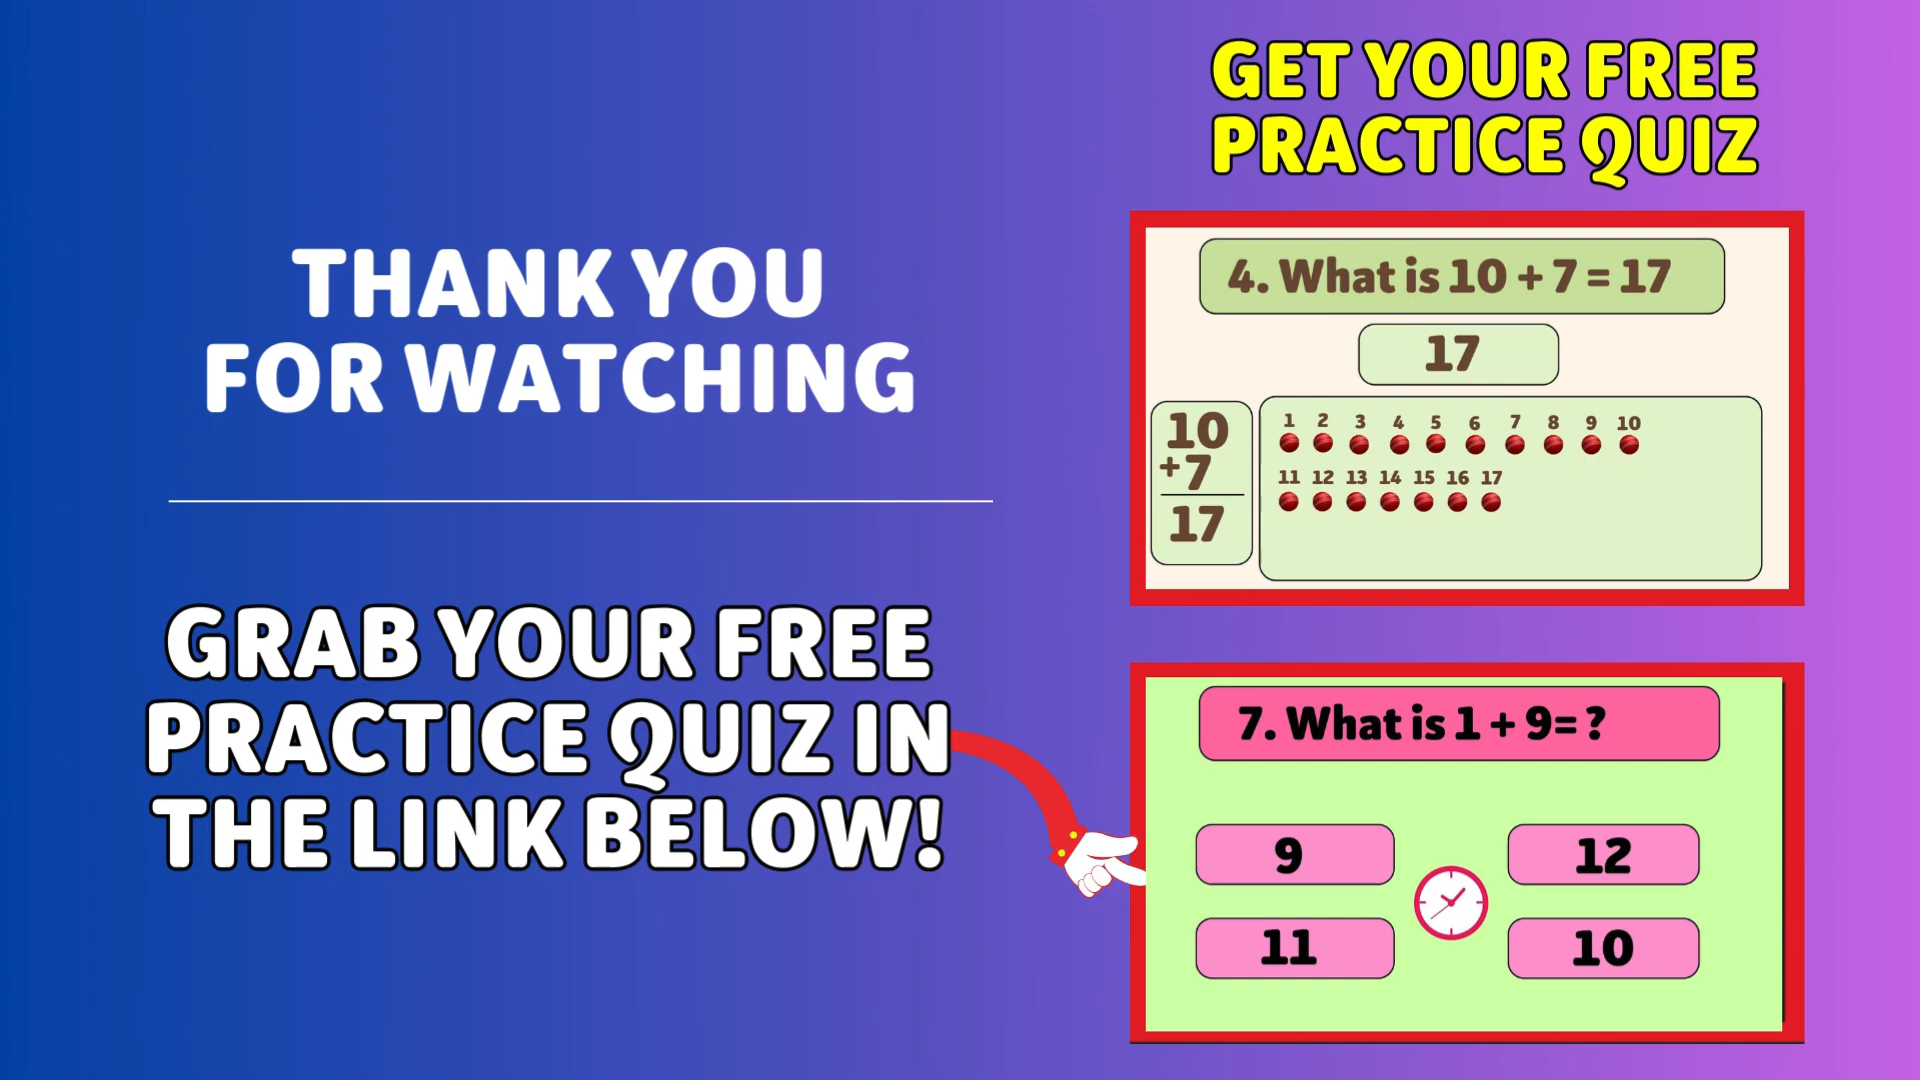 THANK YOU
FOR WATCHING
GRAB YOUR FREE
PRACTICE QUIZ IN
THE LINK BELOW!
GET YOUR FREE
PRACTICE QUIZ
4. What is 10 + 7 = 17
17
10
+7
17
1 2 3 4 5 6 7 8 9 10
11 12 13 14 15 16 17
7. What is 1 + 9= ?
9
12
11
10